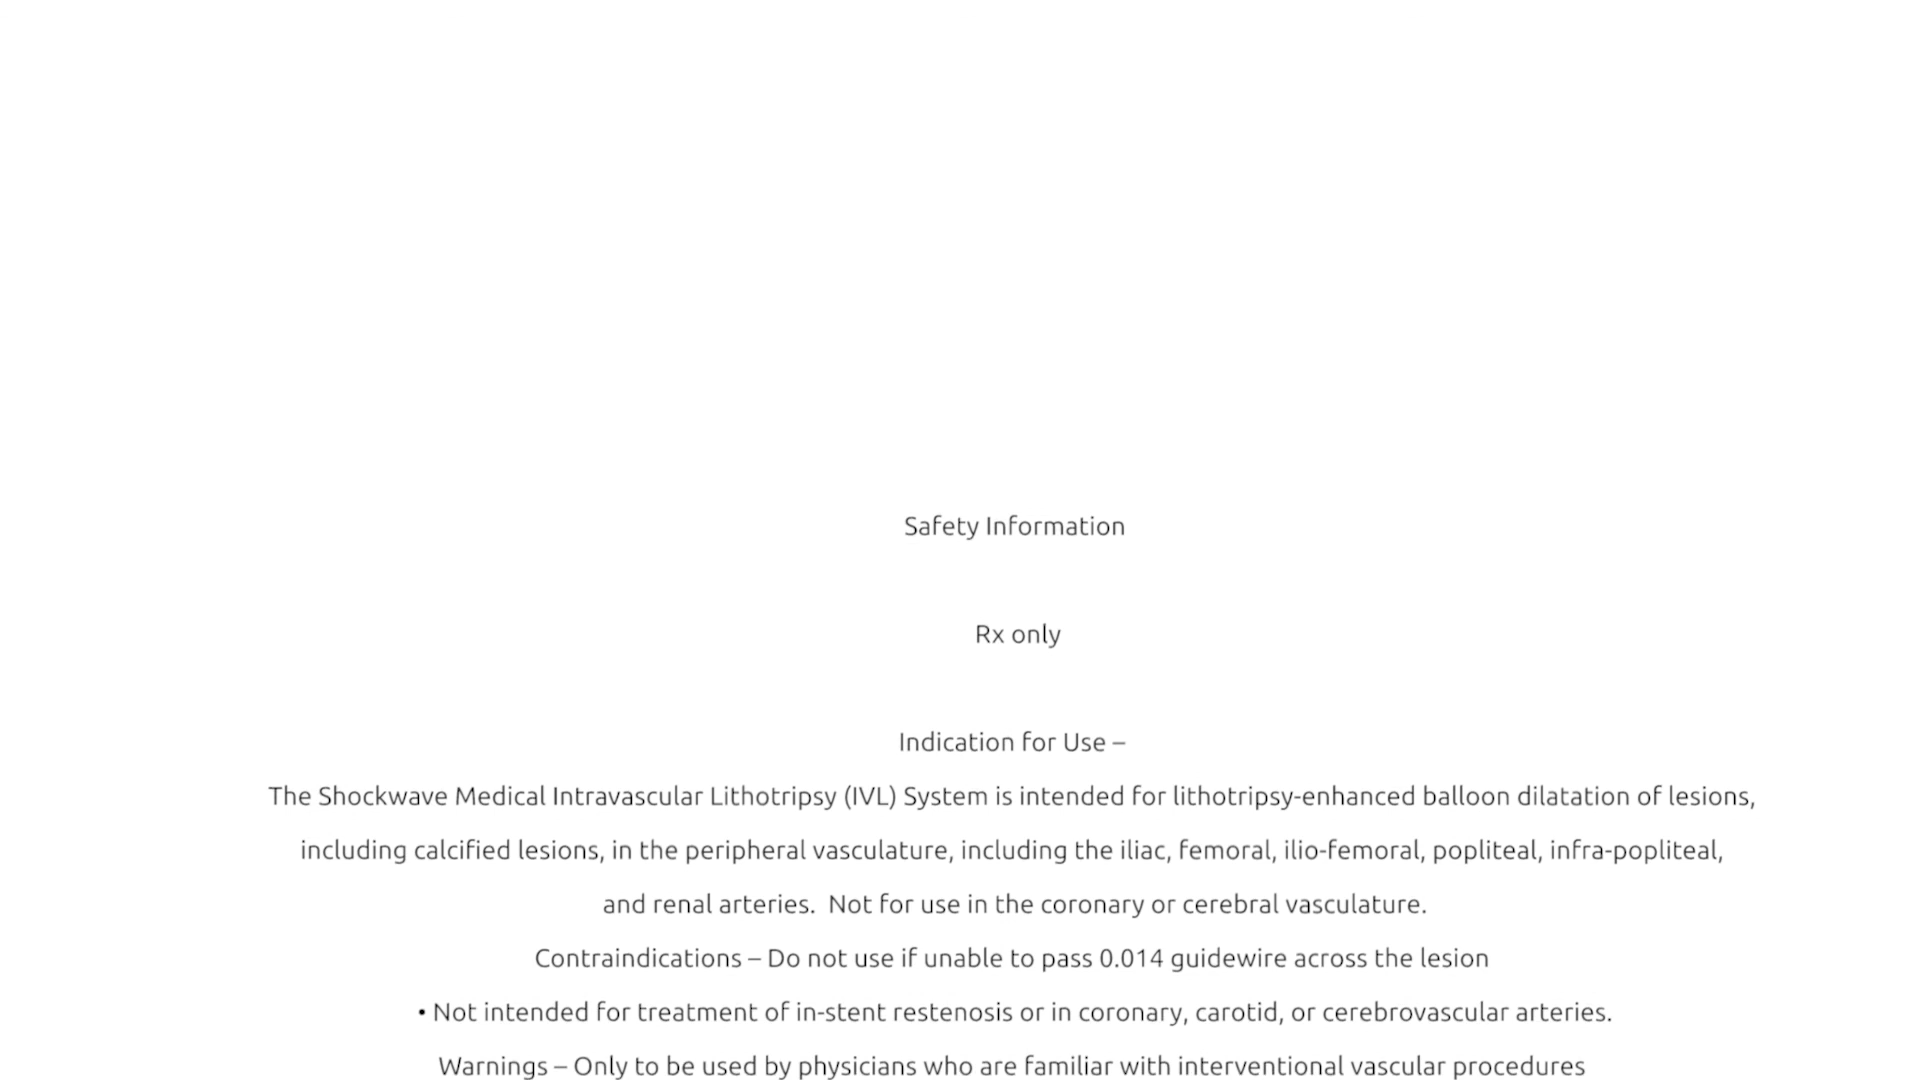 Safety Information
Rx only
Indication for Use –
The Shockwave Medical Intravascular Lithotripsy (IVL) System is intended for lithotripsy-enhanced balloon dilatation of lesions,
including calcified lesions, in the peripheral vasculature, including the iliac, femoral, ilio-femoral, popliteal, infra-popliteal,
and renal arteries.  Not for use in the coronary or cerebral vasculature.
Contraindications – Do not use if unable to pass 0.014 guidewire across the lesion
• Not intended for treatment of in-stent restenosis or in coronary, carotid, or cerebrovascular arteries.
Warnings – Only to be used by physicians who are familiar with interventional vascular procedures